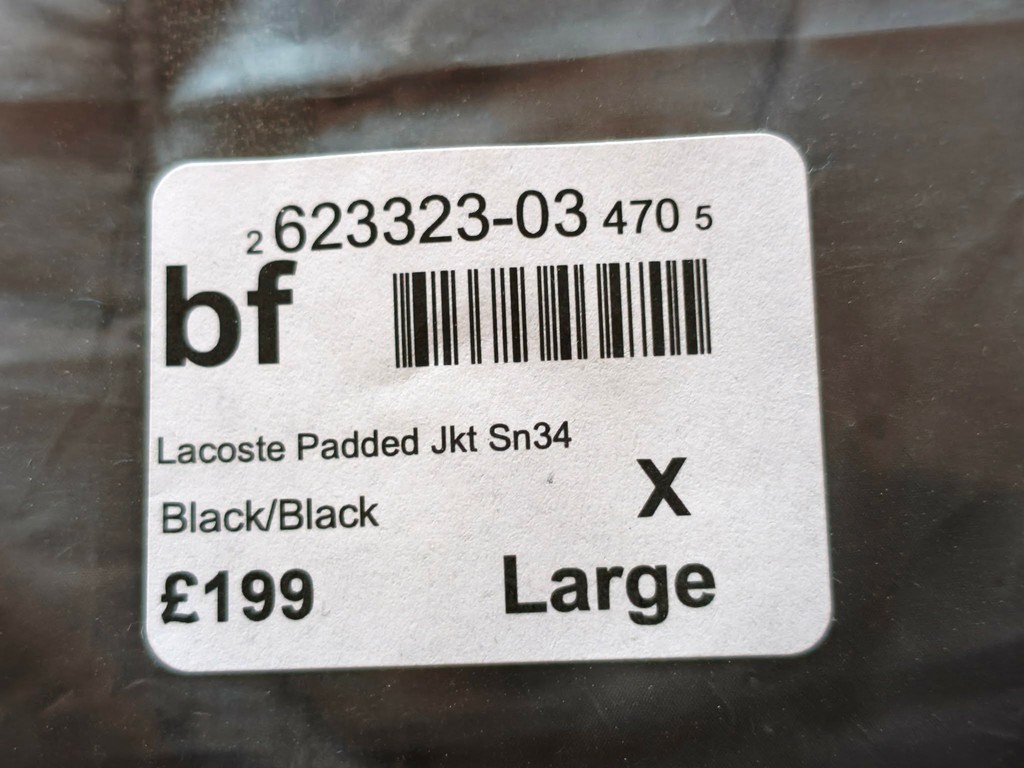 2 623323-03 470 5
bf
Lacoste Padded Jkt Sn34
Black/Black
X
£199
Large